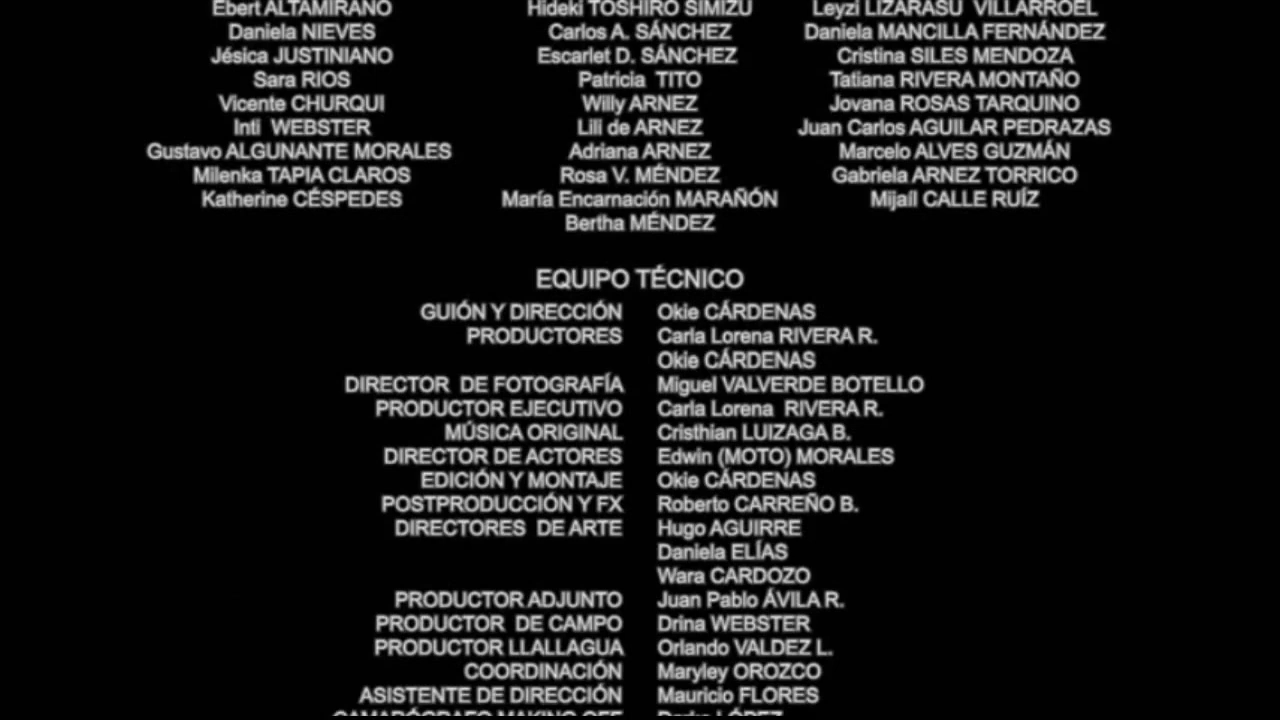 Ebert ALTAMIRANO Hideki TOSHIRO SIMIZU Leyzi LIZARASU VILLARROEL
Daniela NIEVES Carlos A. SÁNCHEZ Daniela MANCILLA FERNÁNDEZ
Jésica JUSTINIANO Escarlet D. SÁNCHEZ Cristina SILES MENDOZA
Sara RIOS Patricia TITO Tatiana RIVERA MONTAÑO
Vicente CHURQUI Willy ARNEZ Jovana ROSAS TARQUINO
Inti WEBSTER Lili de ARNEZ Juan Carlos AGUILAR PEDRAZAS
Gustavo ALGUNANTE MORALES Adriana ARNEZ Marcelo ALVES GUZMÁN
Milenka TAPIA CLAROS Rosa V. MÉNDEZ Gabriela ARNEZ TORRICO
Katherine CÉSPEDES María Encarnación MARAÑÓN Mijaíl CALLE RUÍZ
Bertha MÉNDEZ
EQUIPO TÉCNICO
GUIÓN Y DIRECCIÓN Okie CÁRDENAS
PRODUCTORES Carla Lorena RIVERA R.
Okie CÁRDENAS
DIRECTOR DE FOTOGRAFÍA Miguel VALVERDE BOTELLO
PRODUCTOR EJECUTIVO Carla Lorena RIVERA R.
MÚSICA ORIGINAL Cristhian LUIZAGA B.
DIRECTOR DE ACTORES Edwin (MOTO) MORALES
EDICIÓN Y MONTAJE Okie CÁRDENAS
POSTPRODUCCIÓN Y FX Roberto CARREÑO B.
DIRECTORES DE ARTE Hugo AGUIRRE
Daniela ELÍAS
Wara CARDOZO
PRODUCTOR ADJUNTO Juan Pablo ÁVILA R.
PRODUCTOR DE CAMPO Drina WEBSTER
PRODUCTOR LLALLAGUA Orlando VALDEZ L.
COORDINACIÓN Maryley OROZCO
ASISTENTE DE DIRECCIÓN Mauricio FLORES
CAMARÓGRAFO MAKING OFF LÓPEZ